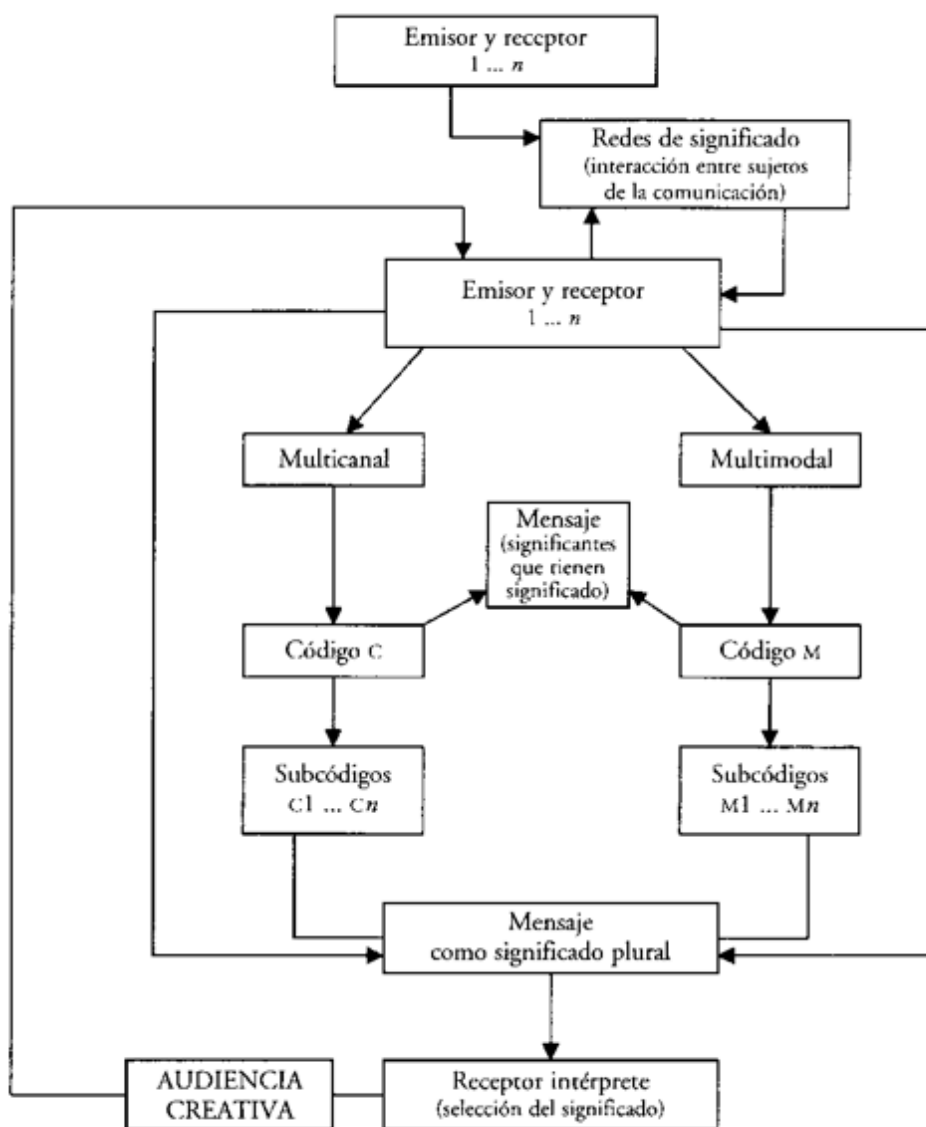 Emisor y receptor
1 ... n
Redes de significado
(interacción entre sujetos
de la comunicación)
Emisor y receptor
1 ... n
Multicanal
Multimodal
Mensaje
(significantes
que tienen
significado)
Código C
Código M
Subcódigos
C1 ... Cn
Subcódigos
M1 ... Mn
Mensaje
como significado plural
AUDIENCIA
CREATIVA
Receptor intérprete
(selección del significado)